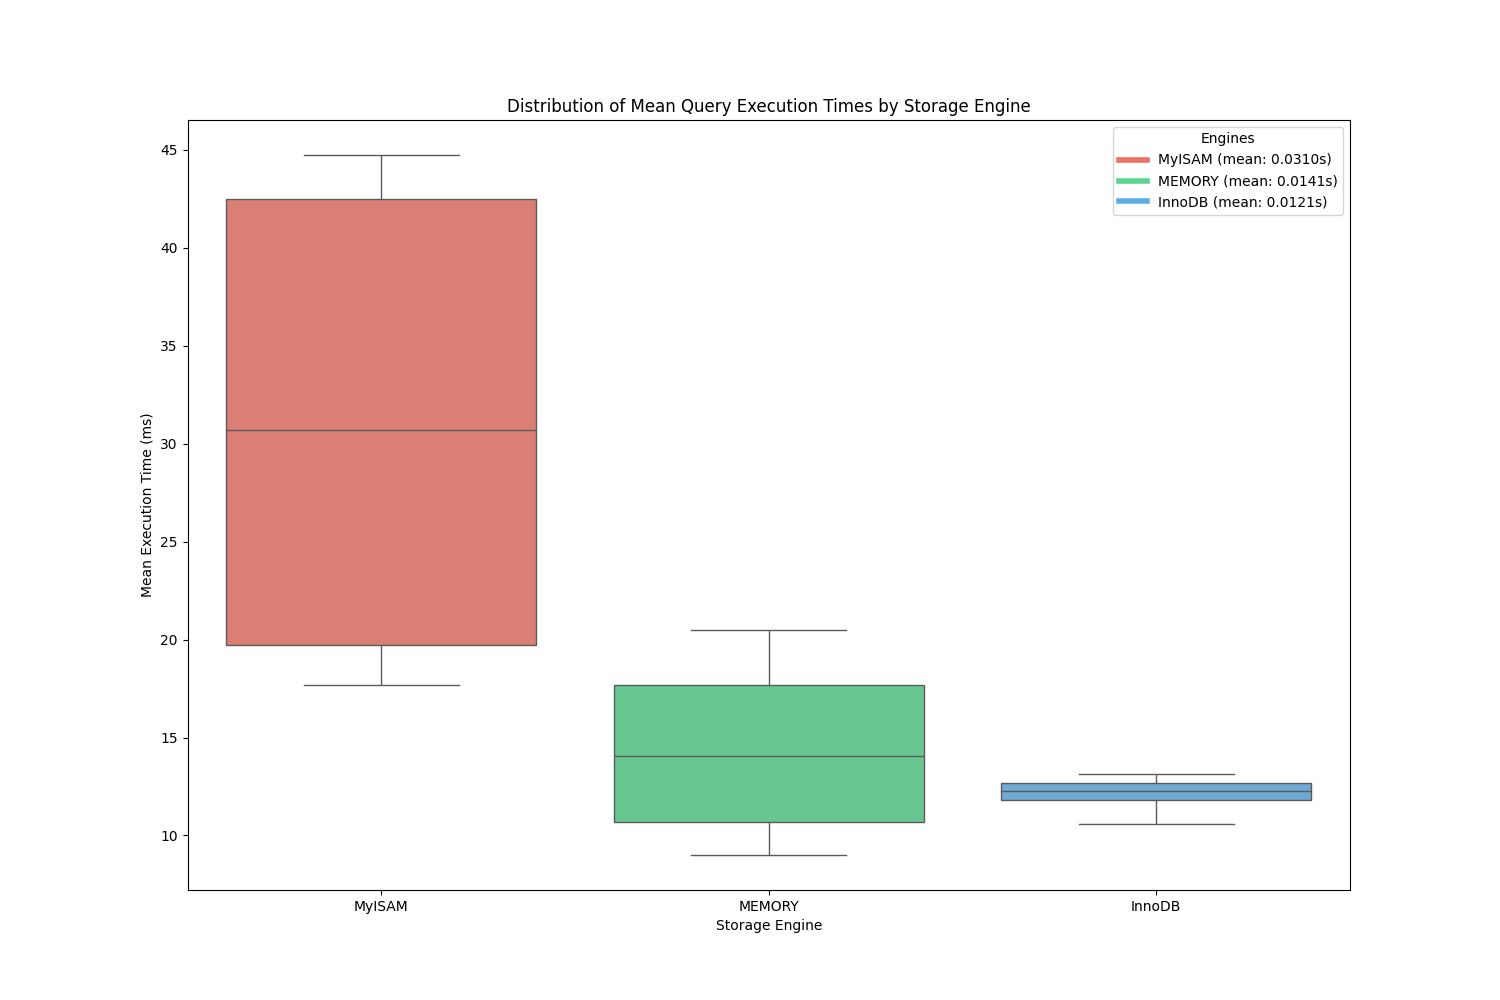 Distribution of Mean Query Execution Times by Storage Engine
Engines
MyISAM (mean: 0.0310s)
MEMORY (mean: 0.0141s)
InnoDB (mean: 0.0121s)
Mean Execution Time (ms)
45
40
35
30
25
20
15
10
MyISAM
MEMORY
InnoDB
Storage Engine